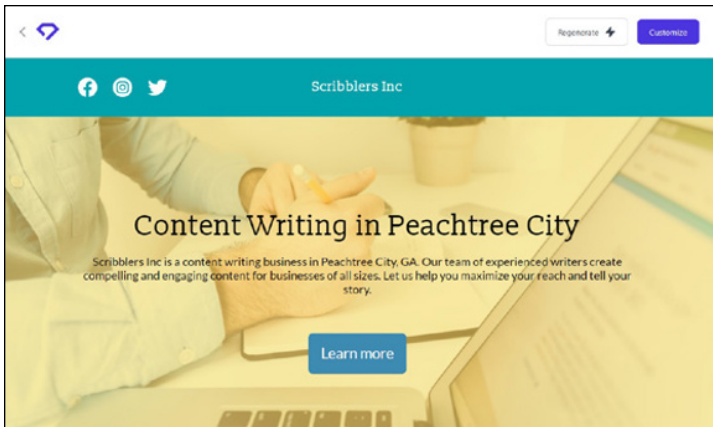 Regenerate
Customize
Scribblers Inc
Content Writing in Peachtree City
Scribblers Inc is a content writing business in Peachtree City, GA. Our team of experienced writers create
compelling and engaging content for businesses of all sizes. Let us help you maximize your reach and tell your
story.
Learn more